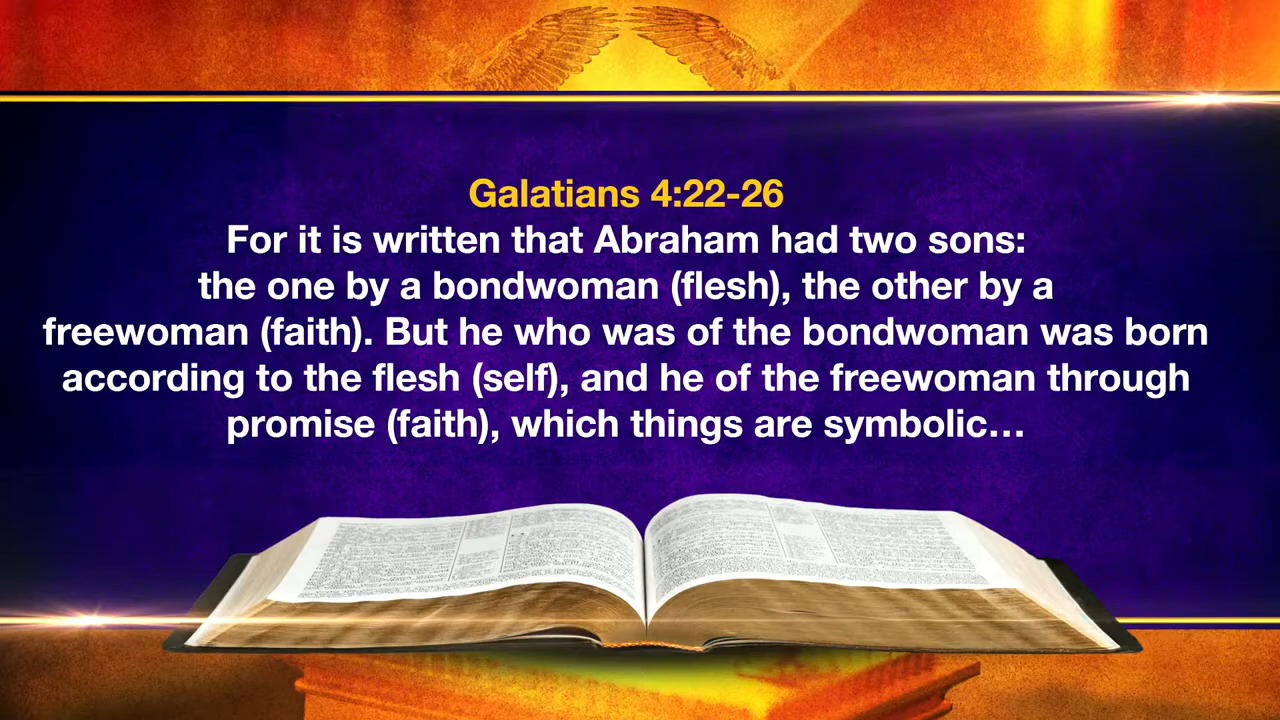 Galatians 4:22-26
For it is written that Abraham had two sons:
the one by a bondwoman (flesh), the other by a
freewoman (faith). But he who was of the bondwoman was born
according to the flesh (self), and he of the freewoman through
promise (faith), which things are symbolic…